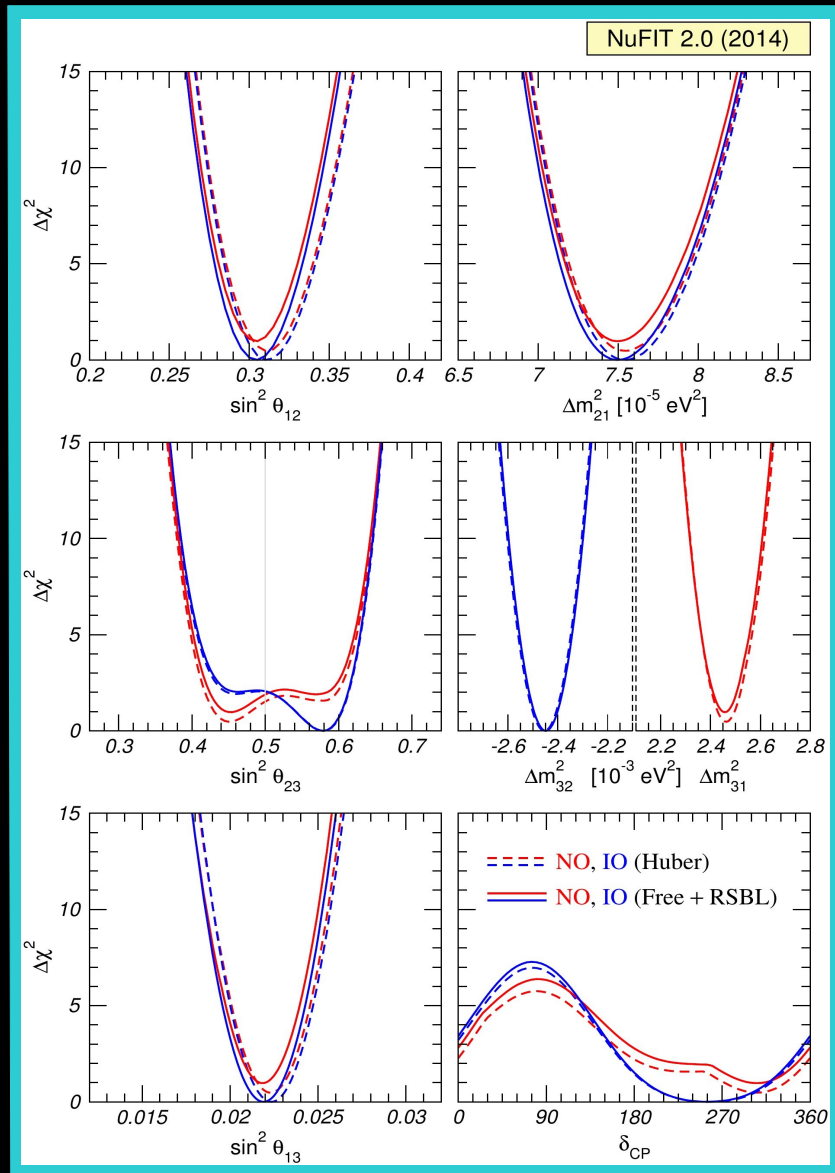 NuFIT 2.0 (2014)
15
10
5
0
Δχ²
0.2 0.25 0.3 0.35 0.4
6.5 7 7.5 8 8.5
sin² θ₁₂
Δm²₂₁ [10⁻⁵ eV²]
15
10
5
0
Δχ²
0.3 0.4 0.5 0.6 0.7
-2.6 -2.4 -2.2 2.2 2.4 2.6 2.8
sin² θ₂₃
Δm²₃₂ [10⁻³ eV²] Δm²₃₁
15
10
5
0
Δχ²
NO, IO (Huber)
NO, IO (Free + RSBL)
0.015 0.02 0.025 0.03
0 90 180 270 360
sin² θ₁₃
δCP